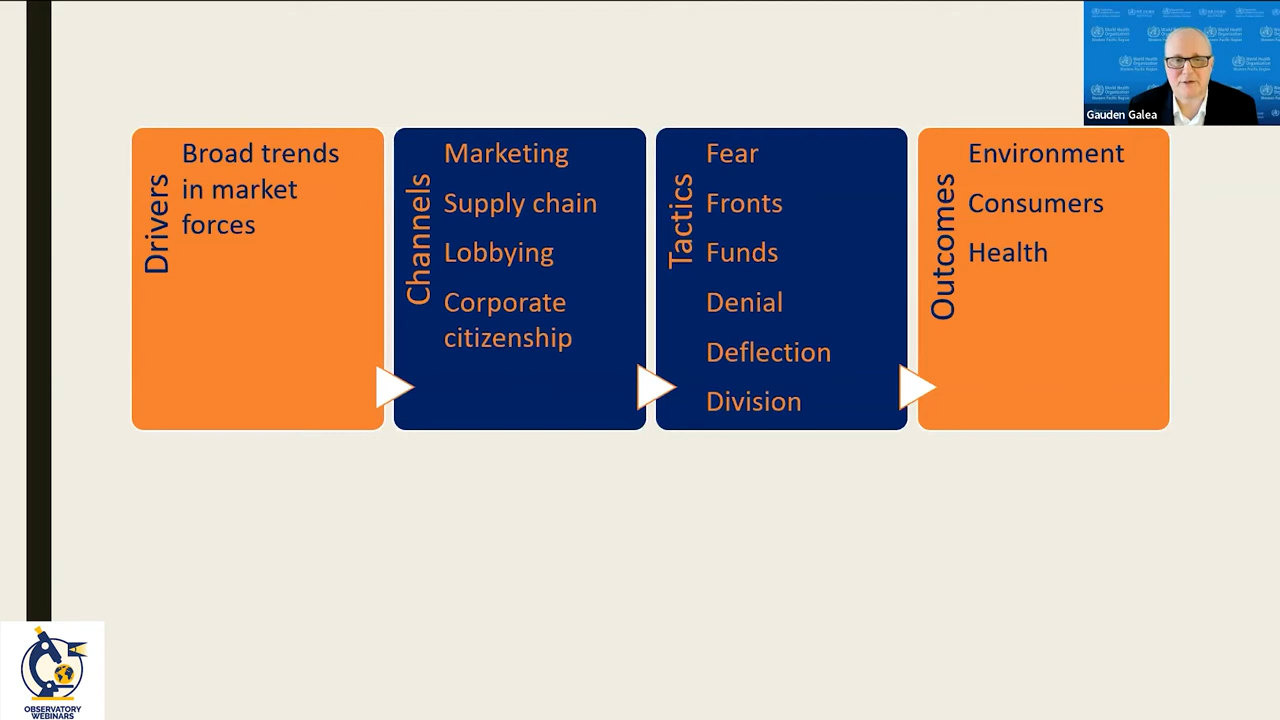 Drivers
Broad trends
in market
forces
Channels
Marketing
Supply chain
Lobbying
Corporate
citizenship
Tactics
Fear
Fronts
Funds
Denial
Deflection
Division
Outcomes
Environment
Consumers
Health
Gauden Galea
OBSERVATORY
WEBINARS